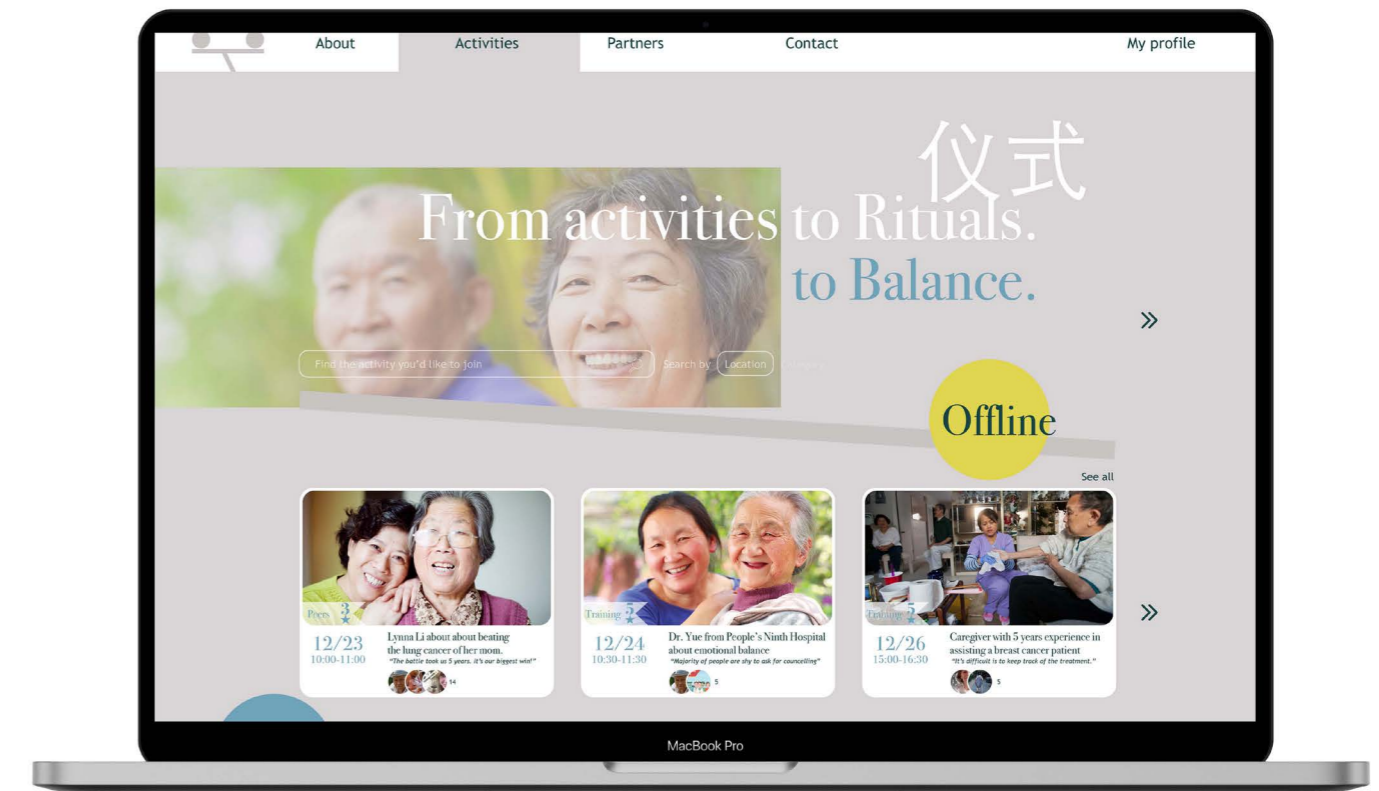 About
Activities
Partners
Contact
My profile
仪式
From activities to Rituals.
to Balance.
Find the activity you'd like to join
Search by
Location
Offline
See all
Peers 3
12/23
10:00-11:00
Lynna Li about about beating
the lung cancer of her mom.
"The battle took us 5 years. it's our biggest win!"
14
Training 5
12/24
10:30-11:30
Dr. Yue from People's Ninth Hospital
about emotional balance
"Majority of people are shy to ask for councelling"
5
Training 5
12/26
15:00-16:30
Caregiver with 5 years experience in
assisting a breast cancer patient
"It's difficult to keep track of the treatment."
5
MacBook Pro